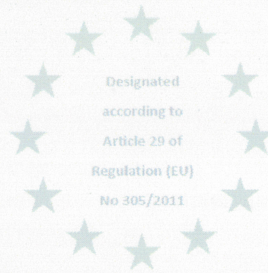 Designated
according to
Article 29 of
Regulation (EU)
No 305/2011